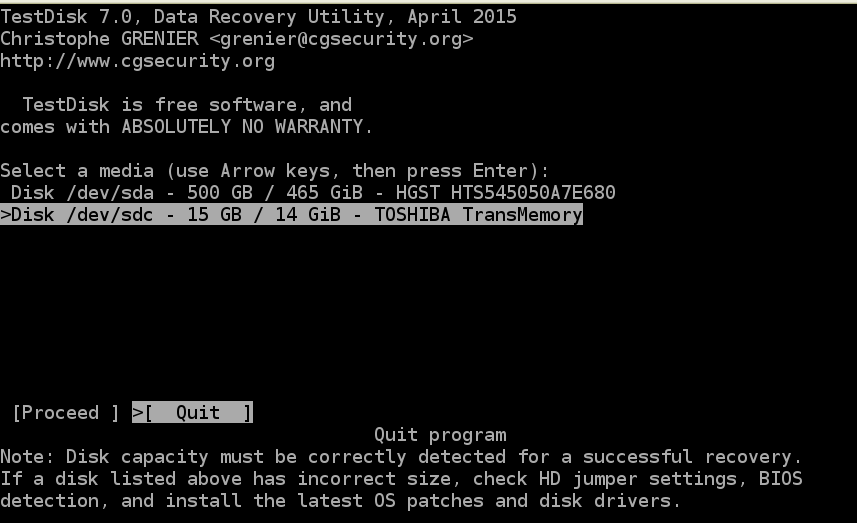 TestDisk 7.0, Data Recovery Utility, April 2015
Christophe GRENIER <grenier@cgsecurity.org>
http://www.cgsecurity.org
TestDisk is free software, and
comes with ABSOLUTELY NO WARRANTY.
Select a media (use Arrow keys, then press Enter):
Disk /dev/sda - 500 GB / 465 GiB - HGST HTS545050A7E680
>Disk /dev/sdc - 15 GB / 14 GiB - TOSHIBA TransMemory
[Proceed ] >[  Quit  ]
Quit program
Note: Disk capacity must be correctly detected for a successful recovery.
If a disk listed above has incorrect size, check HD jumper settings, BIOS
detection, and install the latest OS patches and disk drivers.